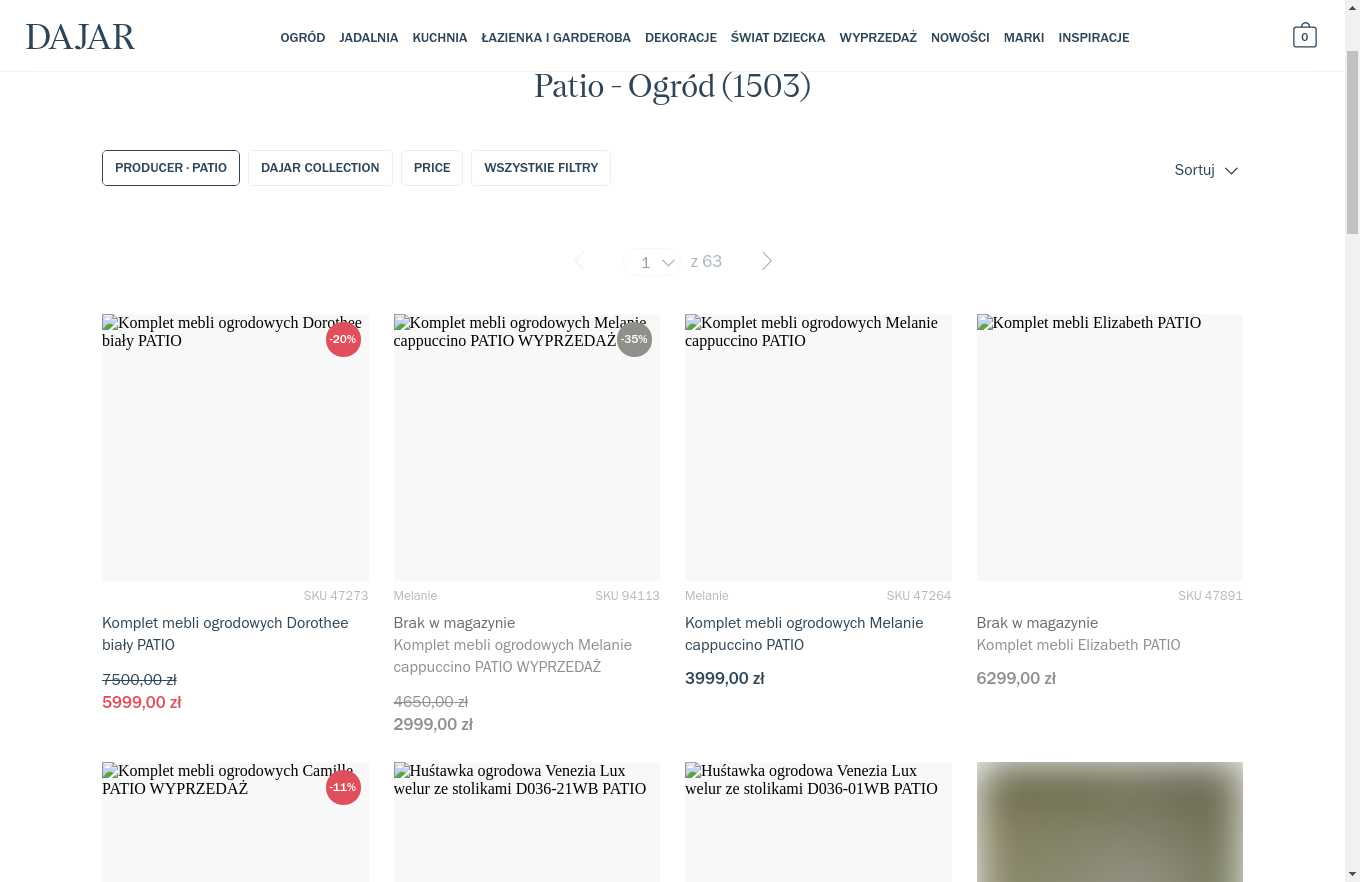 DAJAR
OGRÓD JADALNIA KUCHNIA ŁAZIENKA I GARDEROBA DEKORACJE ŚWIAT DZIECKA WYPRZEDAŻ NOWOŚCI MARKI INSPIRACJE
0
Patio - Ogród (1503)
PRODUCER · PATIO
DAJAR COLLECTION
PRICE
WSZYSTKIE FILTRY
Sortuj
1 z 63
Komplet mebli ogrodowych Dorothee
biały PATIO
-20%
SKU 47273
Komplet mebli ogrodowych Dorothee
biały PATIO
7500,00 zł
5999,00 zł
Komplet mebli ogrodowych Melanie
cappuccino PATIO WYPRZEDAŻ
-35%
Melanie SKU 94113
Brak w magazynie
Komplet mebli ogrodowych Melanie
cappuccino PATIO WYPRZEDAŻ
4650,00 zł
2999,00 zł
Komplet mebli ogrodowych Melanie
cappuccino PATIO
Melanie SKU 47264
Komplet mebli ogrodowych Melanie
cappuccino PATIO
3999,00 zł
Komplet mebli Elizabeth PATIO
SKU 47891
Brak w magazynie
Komplet mebli Elizabeth PATIO
6299,00 zł
Komplet mebli ogrodowych Camille
PATIO WYPRZEDAŻ
-11%
Huśtawka ogrodowa Venezia Lux
welur ze stolikami D036-21WB PATIO
Huśtawka ogrodowa Venezia Lux
welur ze stolikami D036-01WB PATIO